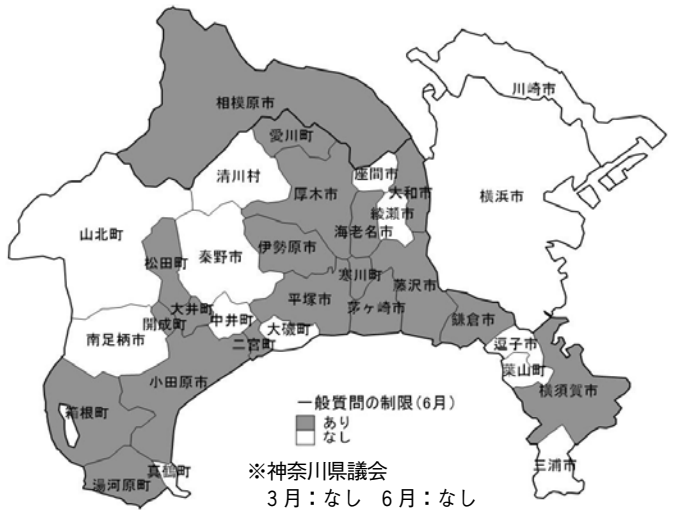 川崎市
相模原市
愛川町
清川村
座間市
厚木市
大和市
横浜市
綾瀬市
山北町
海老名市
伊勢原市
秦野市
松田町
寒川町
藤沢市
平塚市
大井町
茅ヶ崎市
開成町
中井町
鎌倉市
大磯町
南足柄市
二宮町
逗子市
葉山町
小田原市
横須賀市
箱根町
一般質問の制限(6月)
あり
なし
三浦市
真鶴町
湯河原町
※神奈川県議会
3月：なし 6月：なし